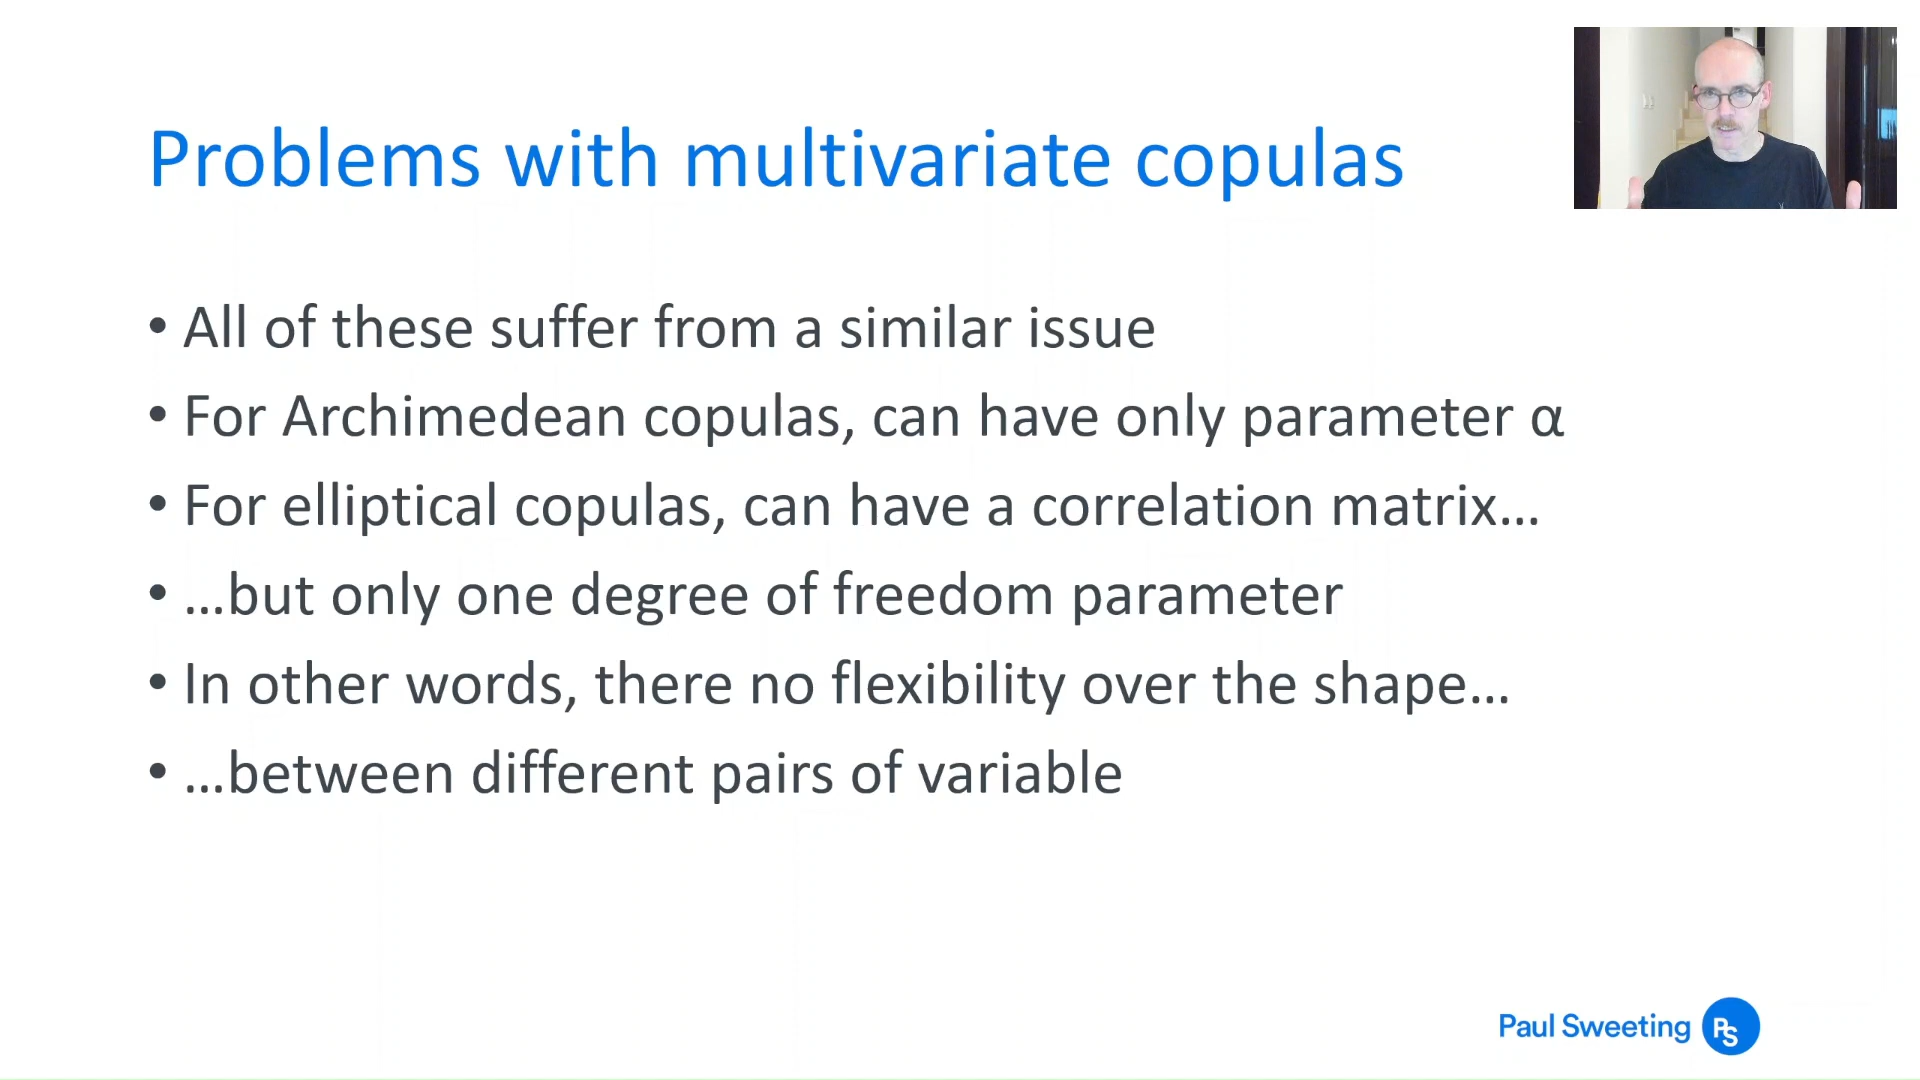 Problems with multivariate copulas
• All of these suffer from a similar issue
• For Archimedean copulas, can have only parameter α
• For elliptical copulas, can have a correlation matrix…
• …but only one degree of freedom parameter
• In other words, there no flexibility over the shape…
• …between different pairs of variable
Paul Sweeting PS